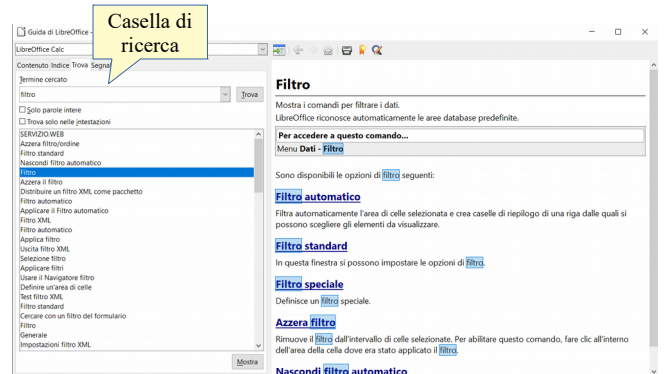 Casella di
ricerca
Guida di LibreOffice -
LibreOffice Calc
Contenuto Indice Trova Segna
Termine cercato
filtro
Trova
Solo parole intere
Trova solo nelle intestazioni
SERVIZIO.WEB
Azzera filtro/ordine
Filtro standard
Nascondi filtro automatico
Filtro
Azzera il filtro
Distribuire un filtro XML come pacchetto
Filtro automatico
Applicare il Filtro automatico
Filtro XML
Filtro automatico
Applica filtro
Uscita filtro XML
Selezione filtro
Applicare filtri
Usare il Navigatore filtro
Definire un'area di celle
Test filtro XML
Filtro standard
Cercare con un filtro del formulario
Filtro
Generale
Impostazioni filtro XML
Mostra
Filtro
Mostra i comandi per filtrare i dati.
LibreOffice riconosce automaticamente le aree database predefinite.
Per accedere a questo comando...
Menu Dati - Filtro
Sono disponibili le opzioni di filtro seguenti:
Filtro automatico
Filtra automaticamente l'area di celle selezionata e crea caselle di riepilogo di una riga dalle quali si
possono scegliere gli elementi da visualizzare.
Filtro standard
In questa finestra si possono impostare le opzioni di filtro.
Filtro speciale
Definisce un filtro speciale.
Azzera filtro
Rimuove il filtro dall'intervallo di celle selezionate. Per abilitare questo comando, fare clic all'interno
dell'area della cella dove era stato applicato il filtro.
Nascondi filtro automatico